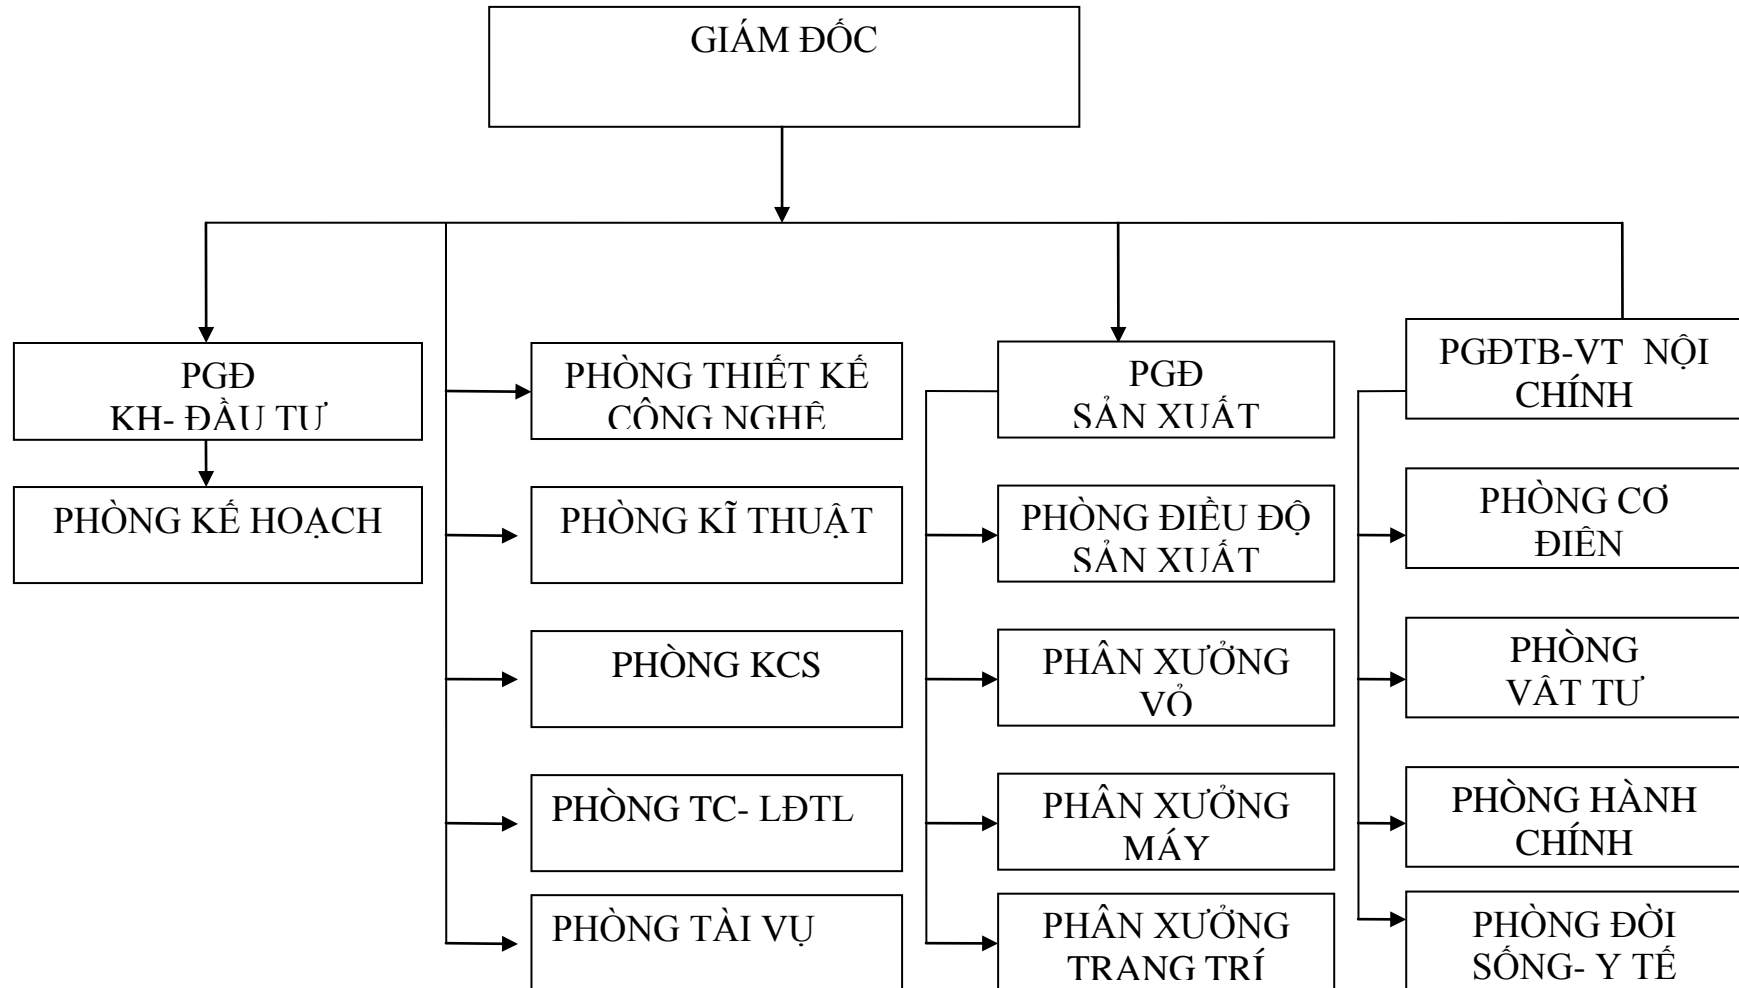 GIÁM ĐỐC
PGĐ
KH- ĐẦU TƯ
PHÒNG KẾ HOẠCH
PHÒNG THIẾT KẾ
CÔNG NGHỆ
PHÒNG KĨ THUẬT
PHÒNG KCS
PHÒNG TC- LĐTL
PHÒNG TÀI VỤ
PGĐ
SẢN XUẤT
PHÒNG ĐIỀU ĐỘ
SẢN XUẤT
PHÂN XƯỞNG
VỎ
PHÂN XƯỞNG
MÁY
PHÂN XƯỞNG
TRANG TRÍ
PGĐTB-VT NỘI
CHÍNH
PHÒNG CƠ
ĐIỆN
PHÒNG
VẬT TƯ
PHÒNG HÀNH
CHÍNH
PHÒNG ĐỜI
SỐNG- Y TẾ